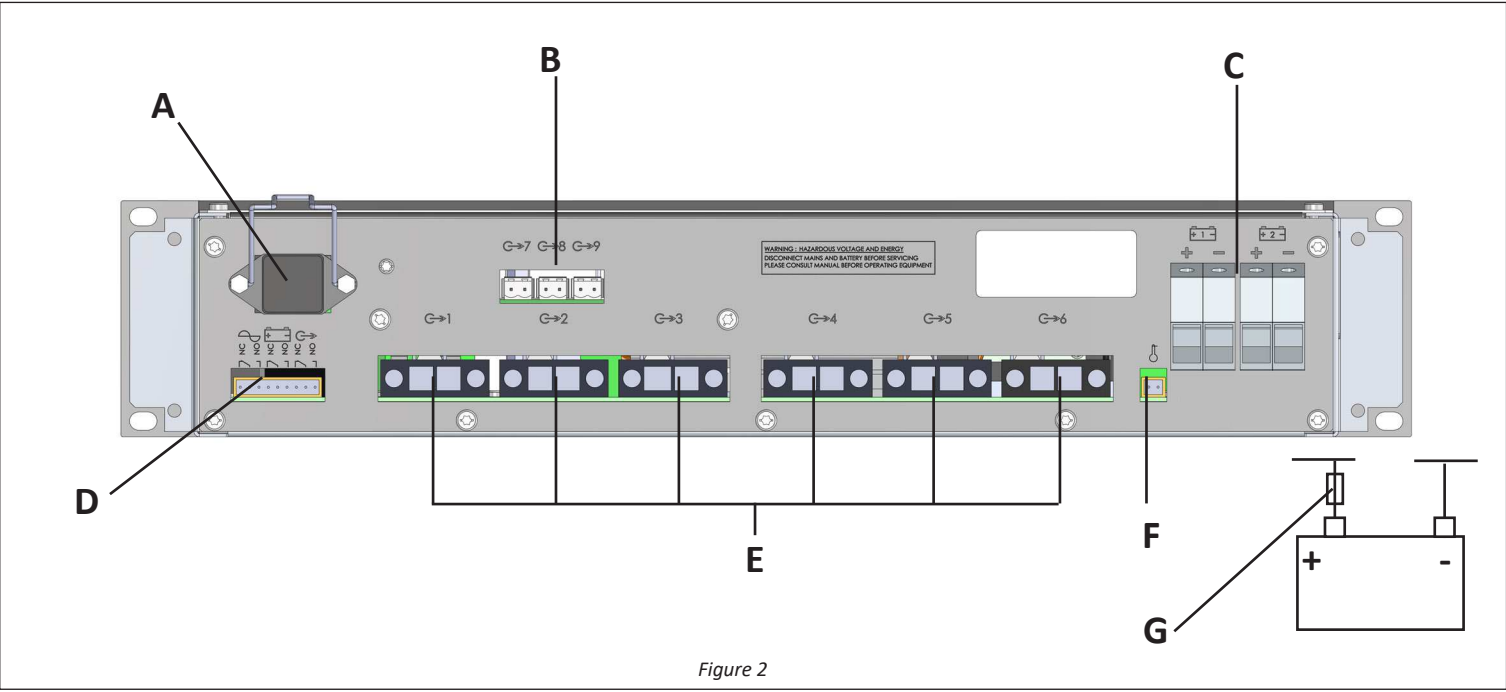 B
C
A
7 8 9
WARNING : HAZARDOUS VOLTAGE AND ENERGY
DISCONNECT MAINS AND BATTERY BEFORE SERVICING
PLEASE CONSULT MANUAL BEFORE OPERATING EQUIPMENT
+ 1 - + 2 -
+ - + -
1 2 3 4 5 6
NC NO NC NO NC NO
D
E
F
+ -
G
Figure 2